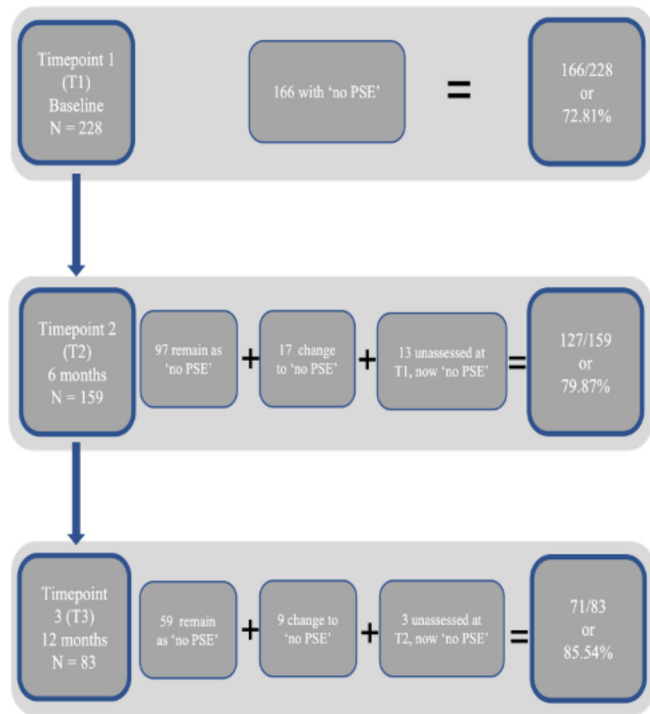 Timepoint 1
(T1)
Baseline
N = 228
166 with ‘no PSE’
=
166/228
or
72.81%
Timepoint 2
(T2)
6 months
N = 159
97 remain as
‘no PSE’
+
17 change
to ‘no PSE’
+
13 unassessed at
T1, now ‘no PSE’
=
127/159
or
79.87%
Timepoint
3 (T3)
12 months
N = 83
59 remain
as ‘no PSE’
+
9 change to
‘no PSE’
+
3 unassessed at
T2, now ‘no PSE’
=
71/83
or
85.54%